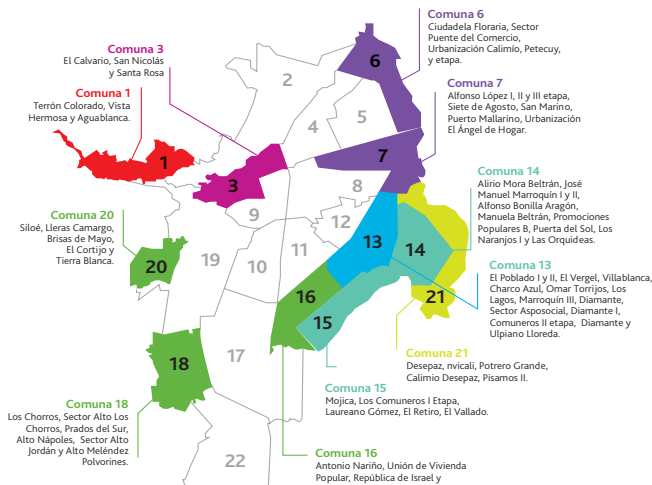 Comuna 6
Ciudadela Floraria, Sector
Puente del Comercio,
Urbanización Calimío, Petecuy,
y etapa.
Comuna 3
El Calvario, San Nicolás
y Santa Rosa
Comuna 7
Alfonso López I, II y III etapa,
Siete de Agosto, San Marino,
Puerto Mallarino, Urbanización
El Ángel de Hogar.
Comuna 1
Terrón Colorado, Vista
Hermosa y Aguablanca.
Comuna 14
Alirio Mora Beltrán, José
Manuel Marroquín I y II,
Alfonso Bonilla Aragón,
Manuela Beltrán, Promociones
Populares B, Puerta del Sol, Los
Naranjos I y Las Orquideas.
Comuna 20
Siloé, Lleras Camargo,
Brisas de Mayo,
El Cortijo y
Tierra Blanca.
Comuna 13
El Poblado I y II, El Vergel, Villablanca,
Charco Azul, Omar Torrijos, Los
Lagos, Marroquín III, Diamante,
Sector Asposocial, Diamante I,
Comuneros II etapa, Diamante y
Ulpiano Lloreda.
Comuna 21
Desepaz, nvicali, Potrero Grande,
Calimio Desepaz, Pisamos II.
Comuna 15
Mojica, Los Comuneros I Etapa,
Laureano Gómez, El Retiro, El Vallado.
Comuna 18
Los Chorros, Sector Alto Los
Chorros, Prados del Sur,
Alto Nápoles, Sector Alto
Jordán y Alto Meléndez
Polvorines.
Comuna 16
Antonio Nariño, Unión de Vivienda
Popular, República de Israel y
6
2
5
4
7
1
3
8
9
12
13
14
11
19
20
10
16
21
15
17
18
22